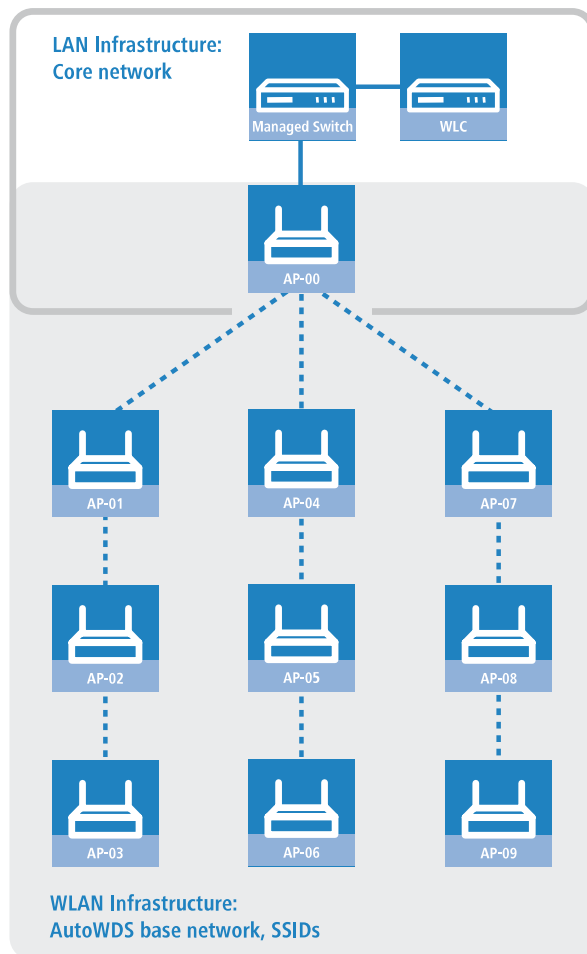 LAN Infrastructure:
Core network
Managed Switch
WLC
AP-00
AP-01
AP-04
AP-07
AP-02
AP-05
AP-08
AP-03
AP-06
AP-09
WLAN Infrastructure:
AutoWDS base network, SSIDs